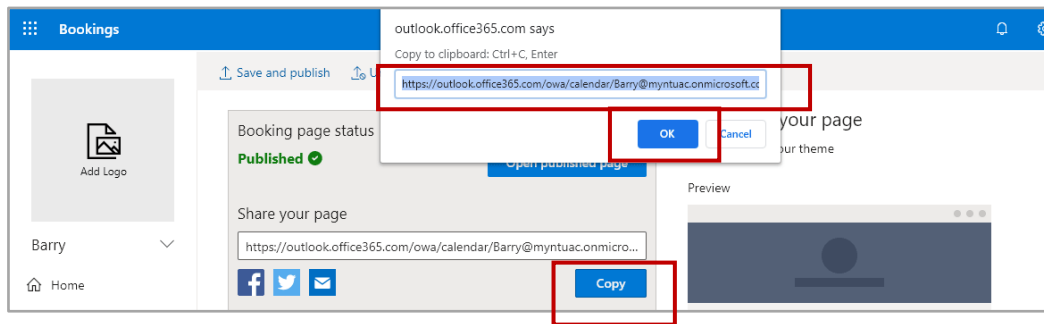 Bookings
outlook.office365.com says
Copy to clipboard: Ctrl+C, Enter
https://outlook.office365.com/owa/calendar/Barry@myntuac.onmicrosoft.cc
OK
Cancel
Save and publish
Add Logo
Booking page status
Published
Open published page
Share your page
https://outlook.office365.com/owa/calendar/Barry@myntuac.onmicro...
Copy
your page
our theme
Preview
Barry
Home